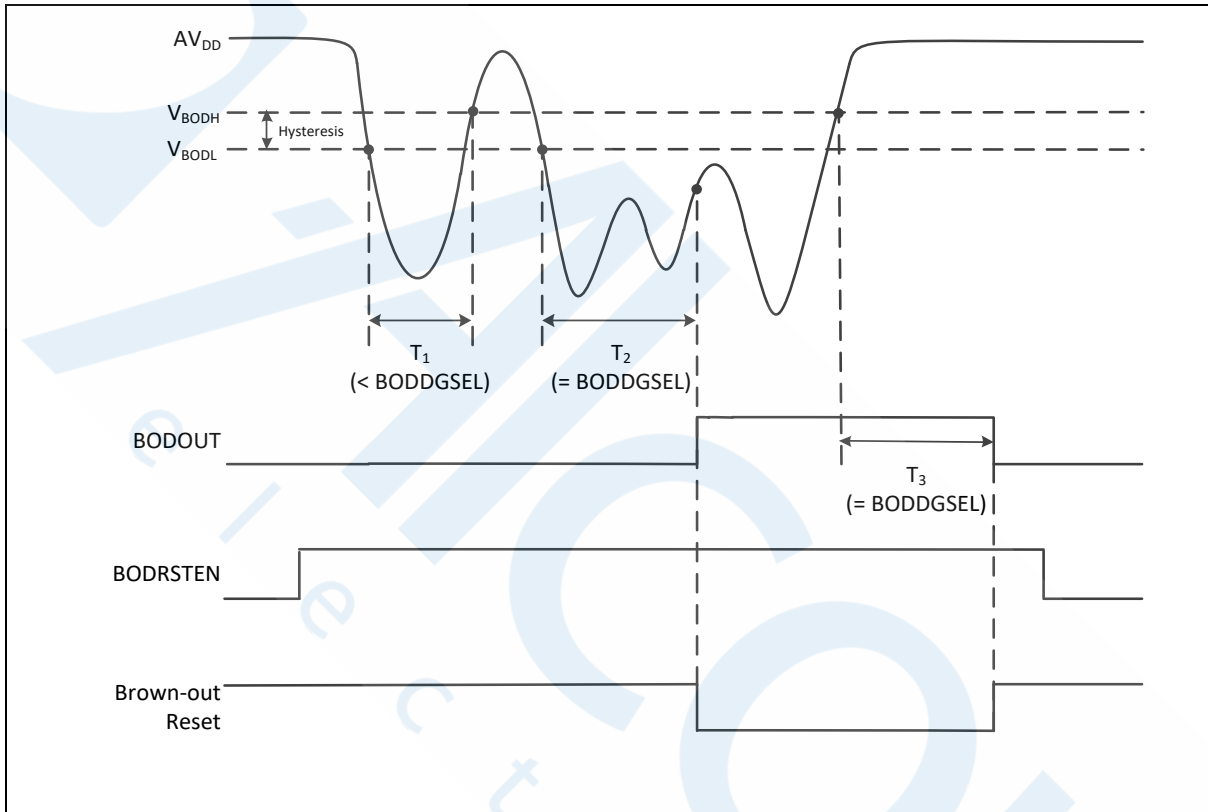 AVDD
VBODH
Hysteresis
VBODL
T1
(< BODDGSEL)
T2
(= BODDGSEL)
BODOUT
T3
(= BODDGSEL)
BODRSTEN
Brown-out
Reset
e l e c t
C O